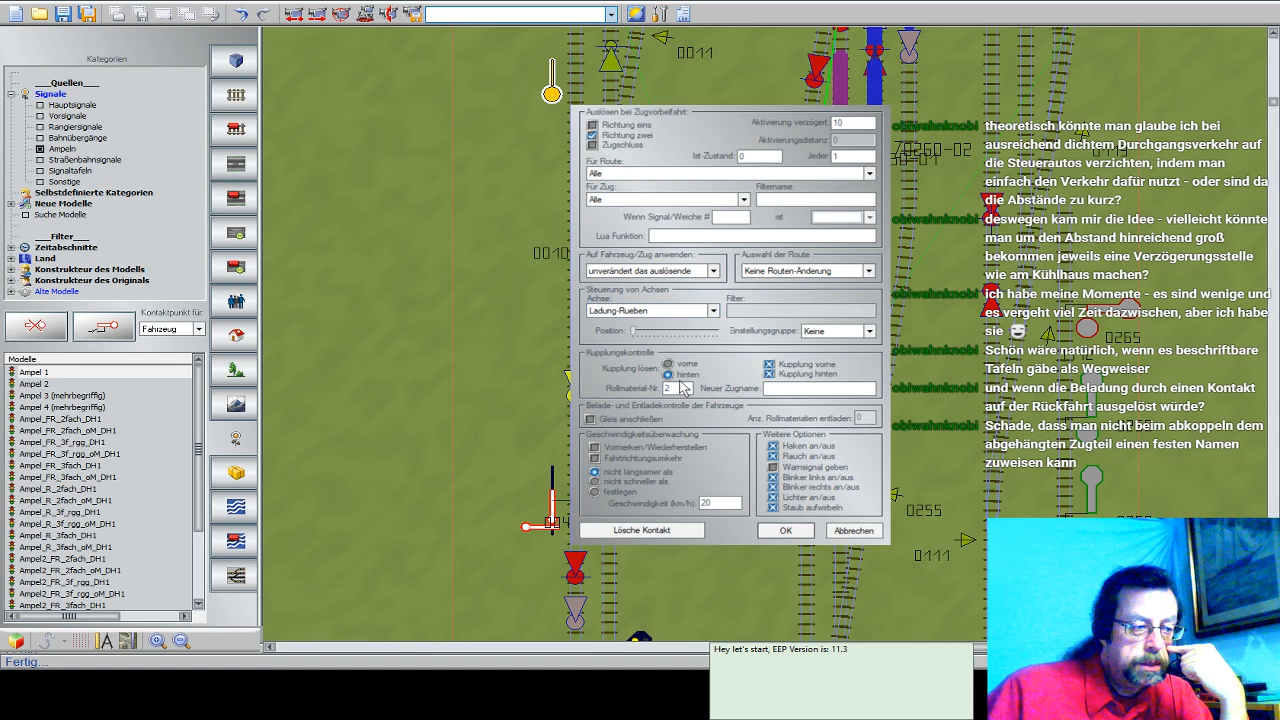 Kategorien
Quellen___
Signale
Hauptsignale
Vorsignale
Rangiersignale
Bahnübergänge
Ampeln
Straßenbahnsignale
Signaltafeln
Sonstige
Selbstdefinierte Kategorien
Neue Modelle
Suche Modelle
Filter____
Zeitabschnitte
Land
Konstrukteur des Modells
Konstrukteur des Originals
Alte Modelle
Kontaktpunkt für:
Fahrzeug
Modelle
Ampel 1
Ampel 2
Ampel 3 (mehrbegriffig)
Ampel 4 (mehrbegriffig)
Ampel_FR_2fach_DH1
Ampel_FR_2fach_oM_DH1
Ampel_FR_3f_rgg_DH1
Ampel_FR_3f_rgg_oM_DH1
Ampel_FR_3fach_DH1
Ampel_FR_3fach_oM_DH1
Ampel_R_2fach_DH1
Ampel_R_2fach_oM_DH1
Ampel_R_3f_rgg_DH1
Ampel_R_3f_rgg_oM_DH1
Ampel_R_3fach_DH1
Ampel_R_3fach_oM_DH1
Ampel2_FR_2fach_DH1
Ampel2_FR_2fach_oM_DH1
Ampel2_FR_3f_rgg_DH1
Ampel2_FR_3f_rgg_oM_DH1
Ampel2_FR_3fach_DH1
Fertig...
0011
0010
0265
0255
0111
Auslösen bei Zugvorbeifahrt:
Richtung eins
Richtung zwei
Zugschluss
Aktivierung verzögert:
10
Aktivierungsdistanz:
0
Ist-Zustand
0
Jeder
1
Für Route:
Alle
Für Zug:
Alle
Filtername:
Wenn Signal/Weiche #
ist
Lua Funktion:
Auf Fahrzeug/Zug anwenden:
unverändert das auslösende
Auswahl der Route
Keine Routen-Änderung
Steuerung von Achsen
Achse:
Ladung-Rueben
Filter:
Position:
Einstellungsgruppe:
Keine
Kupplungskontrolle
Kupplung lösen:
vorne
hinten
Kupplung vorne
Kupplung hinten
Rollmaterial-Nr.
2
Neuer Zugname:
Belade- und Entladekontrolle der Fahrzeuge
Gleis anschließen
Anz. Rollmaterialien entladen:
0
Geschwindigkeitsüberwachung
Vormerken/Wiederherstellen
Fahrtrichtungsumkehr
nicht langsamer als
nicht schneller als
festlegen
Geschwindigkeit (km/h):
20
Weitere Optionen
Haken an/aus
Rauch an/aus
Warnsignal geben
Blinker links an/aus
Blinker rechts an/aus
Lichter an/aus
Staub aufwirbeln
Lösche Kontakt
OK
Abbrechen
obiwahnknobi
theoretisch könnte man glaube ich bei
ausreichend dichtem Durchgangsverkehr auf
die Steuerautos verzichten, indem man
einfach den Verkehr dafür nutzt - oder sind da
die Abstände zu kurz?
obiwahnknobi
deswegen kam mir die Idee - vielleicht könnte
man um den Abstand hinreichend groß
bekommen jeweils eine Verzögerungsstelle
wie am Kühlhaus machen?
obiwahnknobi
Ich habe meine Momente - es sind wenige und
es vergeht viel Zeit dazwischen, aber ich habe
sie
obiwahnknobi
Schön wäre natürlich, wenn es beschriftbare
Tafeln gäbe als Wegweiser
obiwahnknobi
und wenn die Beladung durch einen Kontakt
auf der Rückfahrt ausgelöst würde?
obiwahnknobi
Schade, dass man nicht beim abkoppeln dem
abgehängten Zugteil einen festen Namen
zuweisen kann
Hey let's start, EEP Version is: 11.3